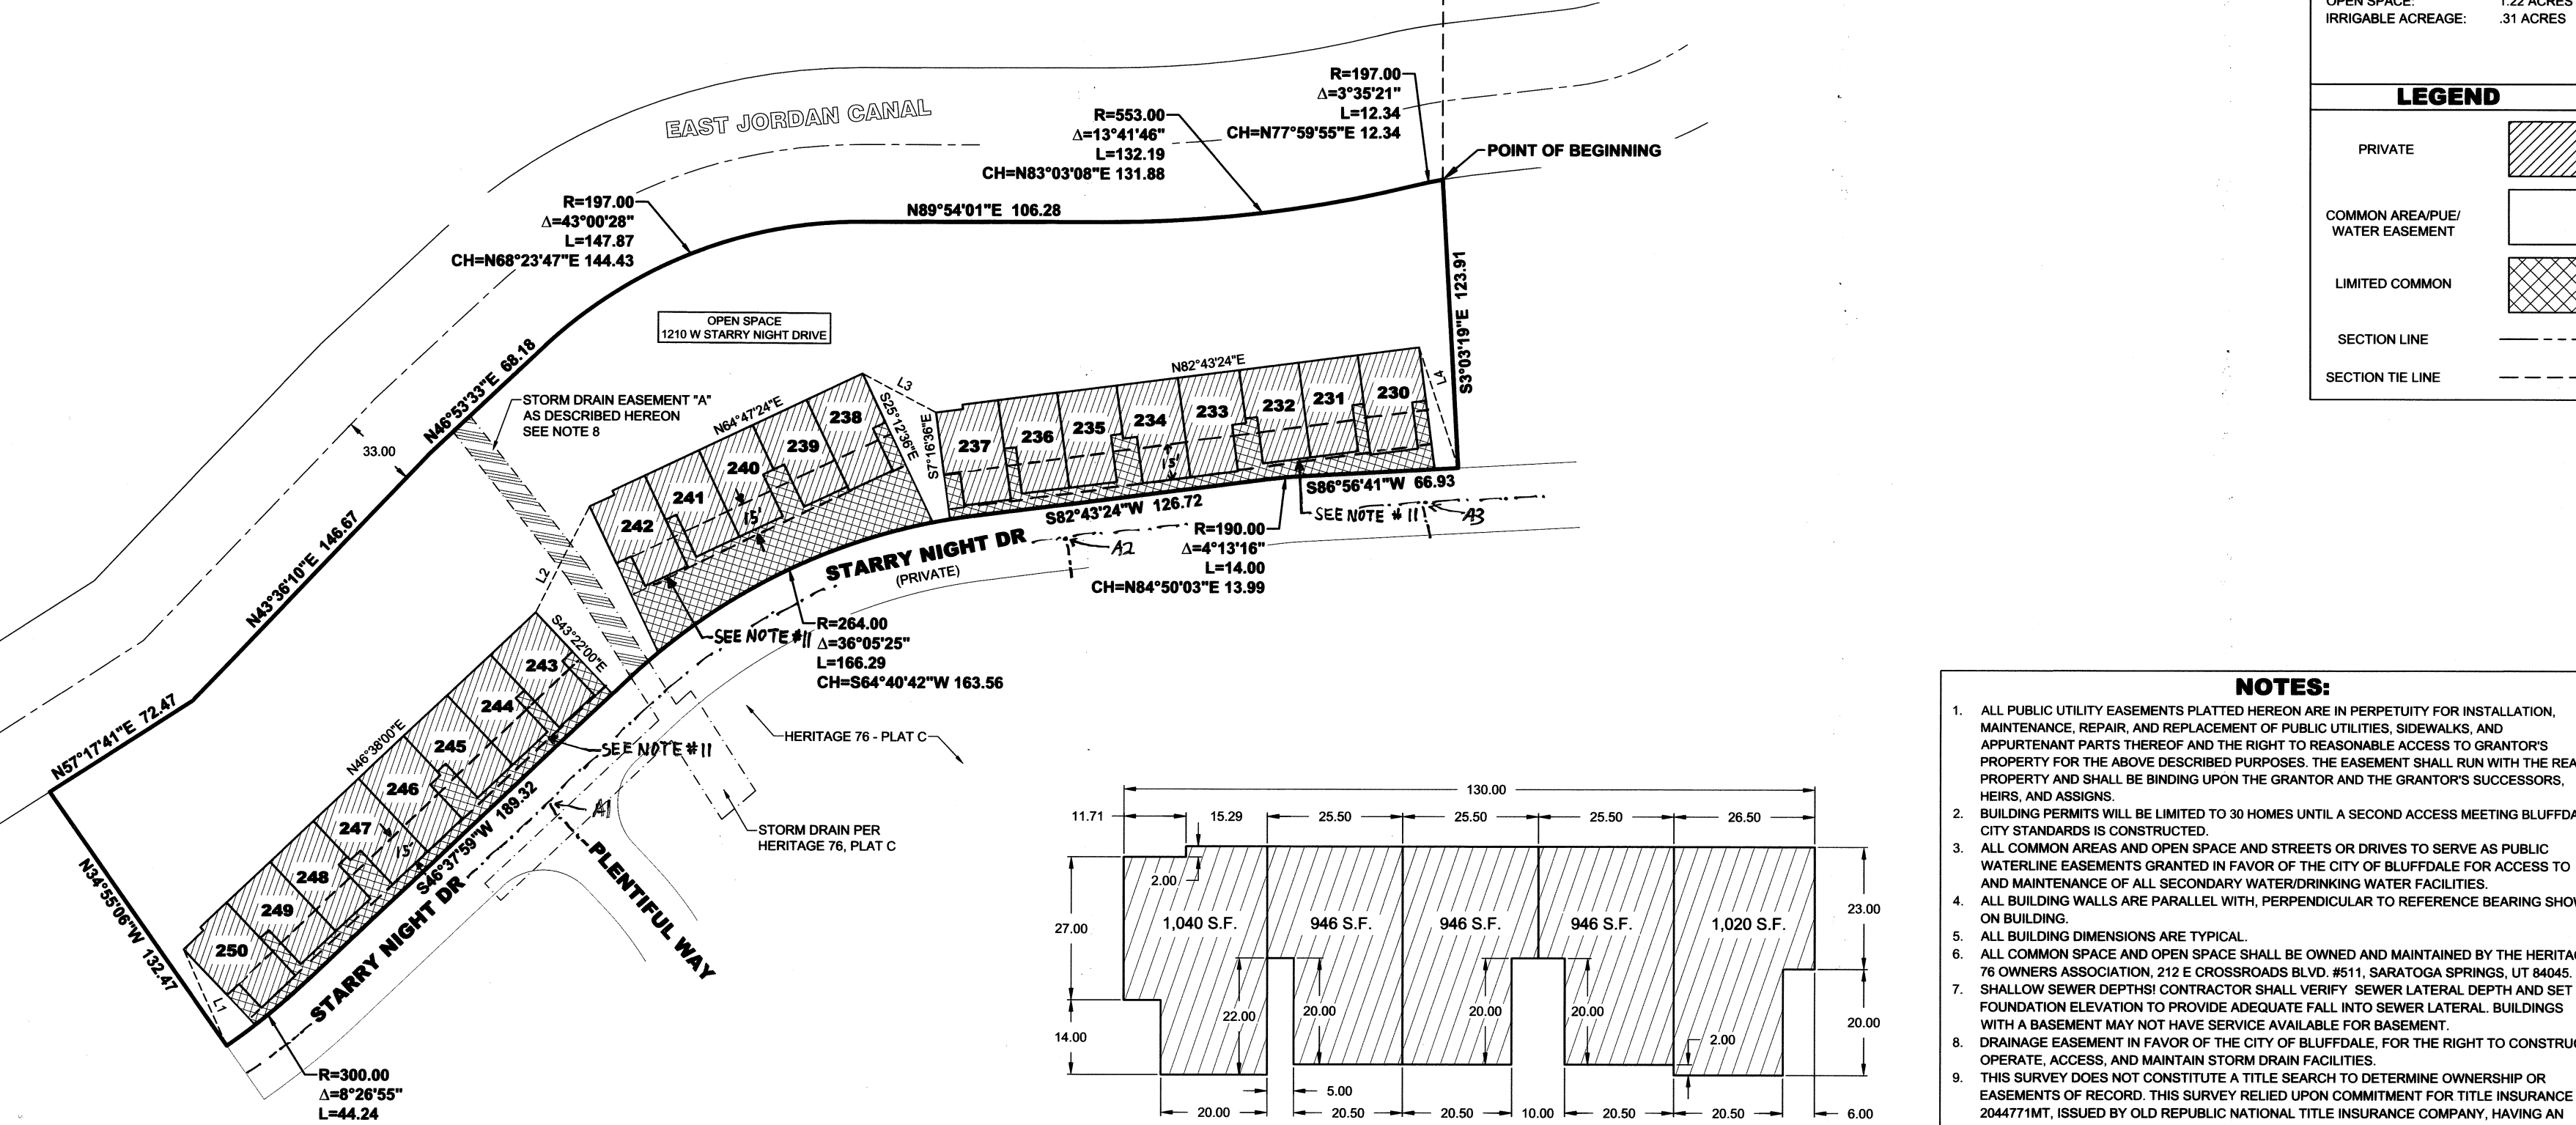 OPEN SPACE: 1.22 ACRES
IRRIGABLE ACREAGE: .31 ACRES
LEGEND
PRIVATE
COMMON AREA/PUE/
WATER EASEMENT
LIMITED COMMON
SECTION LINE
SECTION TIE LINE
EAST JORDAN CANAL
R=197.00
Δ=3°35'21"
L=12.34
CH=N77°59'55"E 12.34
R=553.00
Δ=13°41'46"
L=132.19
CH=N83°03'08"E 131.88
POINT OF BEGINNING
R=197.00
Δ=43°00'28"
L=147.87
CH=N68°23'47"E 144.43
N89°54'01"E 106.28
S3°03'19"E 123.91
OPEN SPACE
1210 W STARRY NIGHT DRIVE
N46°53'33"E 68.18
STORM DRAIN EASEMENT "A"
AS DESCRIBED HEREON
SEE NOTE 8
33.00
N43°36'10"E 146.67
N57°17'41"E 72.47
N34°55'06"W 132.47
N82°43'24"E
N64°47'24"E
S25°12'36"E
S7°16'36"E
L3
L4
L2
L1
230
231
232
233
234
235
236
237
238
239
240
241
242
243
244
245
246
247
248
249
250
15'
15'
15'
S43°22'00"E
N46°38'00"E
S86°56'41"W 66.93
S82°43'24"W 126.72
SEE NOTE #11
A3
A2
R=190.00
Δ=4°13'16"
L=14.00
CH=N84°50'03"E 13.99
STARRY NIGHT DR
(PRIVATE)
SEE NOTE #11
R=264.00
Δ=36°05'25"
L=166.29
CH=S64°40'42"W 163.56
SEE NOTE #11
HERITAGE 76 - PLAT C
A1
S46°37'59"W 189.32
STARRY NIGHT DR
PLENTIFUL WAY
STORM DRAIN PER
HERITAGE 76, PLAT C
R=300.00
Δ=8°26'55"
L=44.24
130.00
11.71 15.29 25.50 25.50 25.50 26.50
2.00
27.00
1,040 S.F. 946 S.F. 946 S.F. 946 S.F. 1,020 S.F.
23.00
22.00 20.00 20.00 20.00
14.00
20.00
2.00
5.00
20.00 20.50 20.50 10.00 20.50 20.50 6.00
NOTES:
1. ALL PUBLIC UTILITY EASEMENTS PLATTED HEREON ARE IN PERPETUITY FOR INSTALLATION,
MAINTENANCE, REPAIR, AND REPLACEMENT OF PUBLIC UTILITIES, SIDEWALKS, AND
APPURTENANT PARTS THEREOF AND THE RIGHT TO REASONABLE ACCESS TO GRANTOR'S
PROPERTY FOR THE ABOVE DESCRIBED PURPOSES. THE EASEMENT SHALL RUN WITH THE REA
PROPERTY AND SHALL BE BINDING UPON THE GRANTOR AND THE GRANTOR'S SUCCESSORS,
HEIRS, AND ASSIGNS.
2. BUILDING PERMITS WILL BE LIMITED TO 30 HOMES UNTIL A SECOND ACCESS MEETING BLUFFDA
CITY STANDARDS IS CONSTRUCTED.
3. ALL COMMON AREAS AND OPEN SPACE AND STREETS OR DRIVES TO SERVE AS PUBLIC
WATERLINE EASEMENTS GRANTED IN FAVOR OF THE CITY OF BLUFFDALE FOR ACCESS TO
AND MAINTENANCE OF ALL SECONDARY WATER/DRINKING WATER FACILITIES.
4. ALL BUILDING WALLS ARE PARALLEL WITH, PERPENDICULAR TO REFERENCE BEARING SHOW
ON BUILDING.
5. ALL BUILDING DIMENSIONS ARE TYPICAL.
6. ALL COMMON SPACE AND OPEN SPACE SHALL BE OWNED AND MAINTAINED BY THE HERITAG
76 OWNERS ASSOCIATION, 212 E CROSSROADS BLVD. #511, SARATOGA SPRINGS, UT 84045.
7. SHALLOW SEWER DEPTHS! CONTRACTOR SHALL VERIFY SEWER LATERAL DEPTH AND SET
FOUNDATION ELEVATION TO PROVIDE ADEQUATE FALL INTO SEWER LATERAL. BUILDINGS
WITH A BASEMENT MAY NOT HAVE SERVICE AVAILABLE FOR BASEMENT.
8. DRAINAGE EASEMENT IN FAVOR OF THE CITY OF BLUFFDALE, FOR THE RIGHT TO CONSTRUC
OPERATE, ACCESS, AND MAINTAIN STORM DRAIN FACILITIES.
9. THIS SURVEY DOES NOT CONSTITUTE A TITLE SEARCH TO DETERMINE OWNERSHIP OR
EASEMENTS OF RECORD. THIS SURVEY RELIED UPON COMMITMENT FOR TITLE INSURANCE
2044771MT, ISSUED BY OLD REPUBLIC NATIONAL TITLE INSURANCE COMPANY, HAVING AN